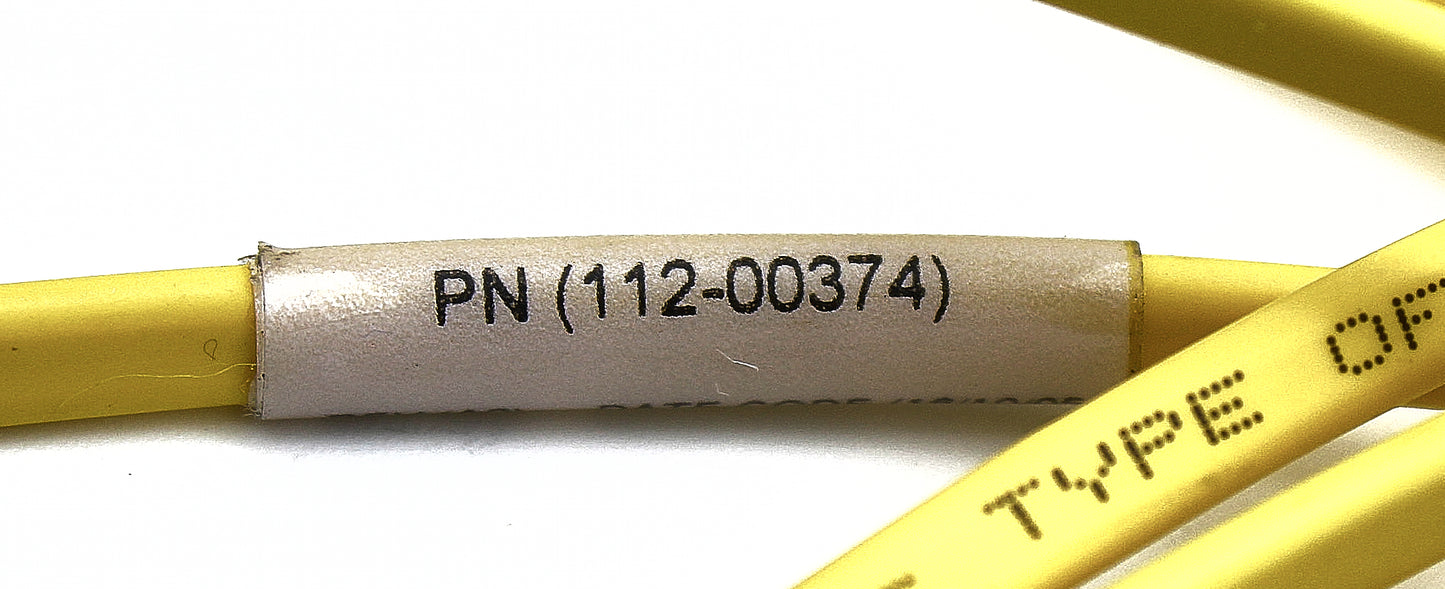 PN (112-00374)
TYPE OF